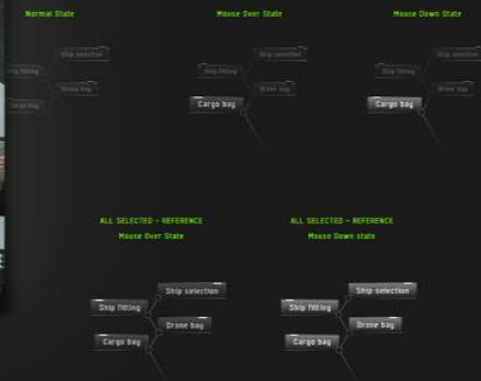 Normal State
Mouse Over State
Mouse Down State
Ship selection
Ship fitting
Drone bay
Cargo bay
Ship selection
Ship fitting
Drone bay
Cargo bay
Ship selection
Ship fitting
Drone bay
Cargo bay
ALL SELECTED - REFERENCE
Mouse Over State
ALL SELECTED - REFERENCE
Mouse Down state
Ship selection
Ship fitting
Drone bay
Cargo bay
Ship selection
Ship fitting
Drone bay
Cargo bay